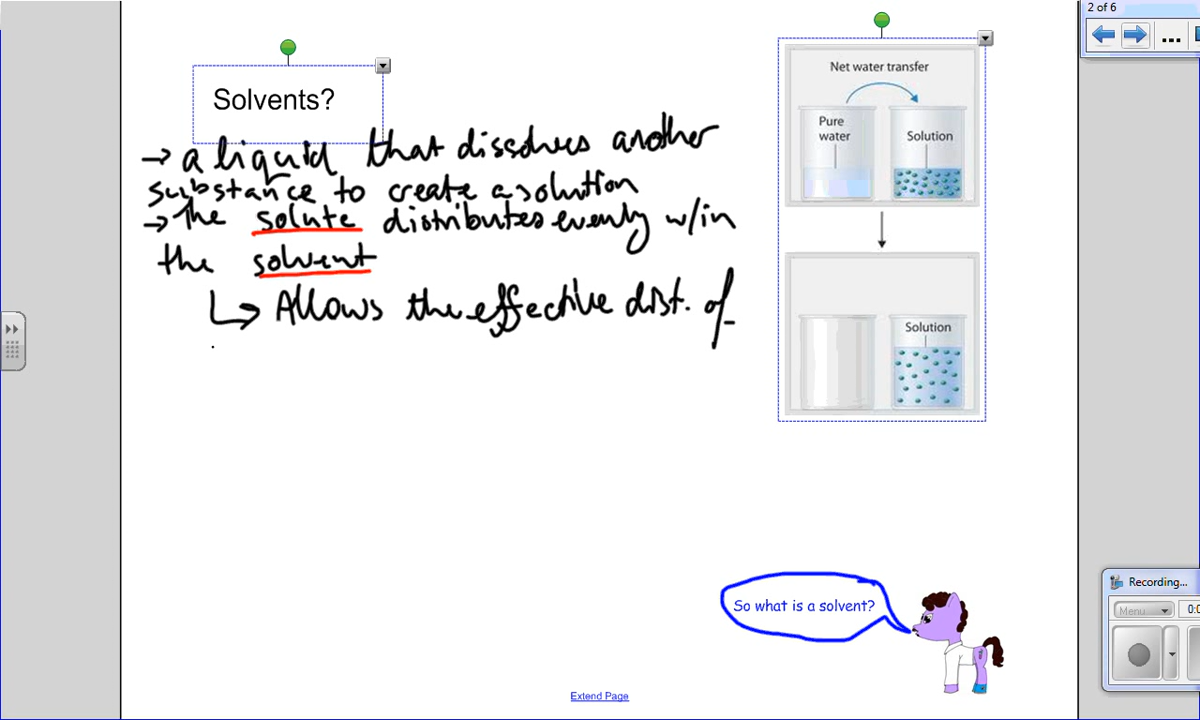 2 of 6
Solvents?
→ a liquid that dissolves another
substance to create a solution
→ The solute distributes evenly w/in
the solvent
↳ Allows the effective dist. of
Net water transfer
Pure
water
Solution
Solution
So what is a solvent?
Extend Page
Recording...
Menu